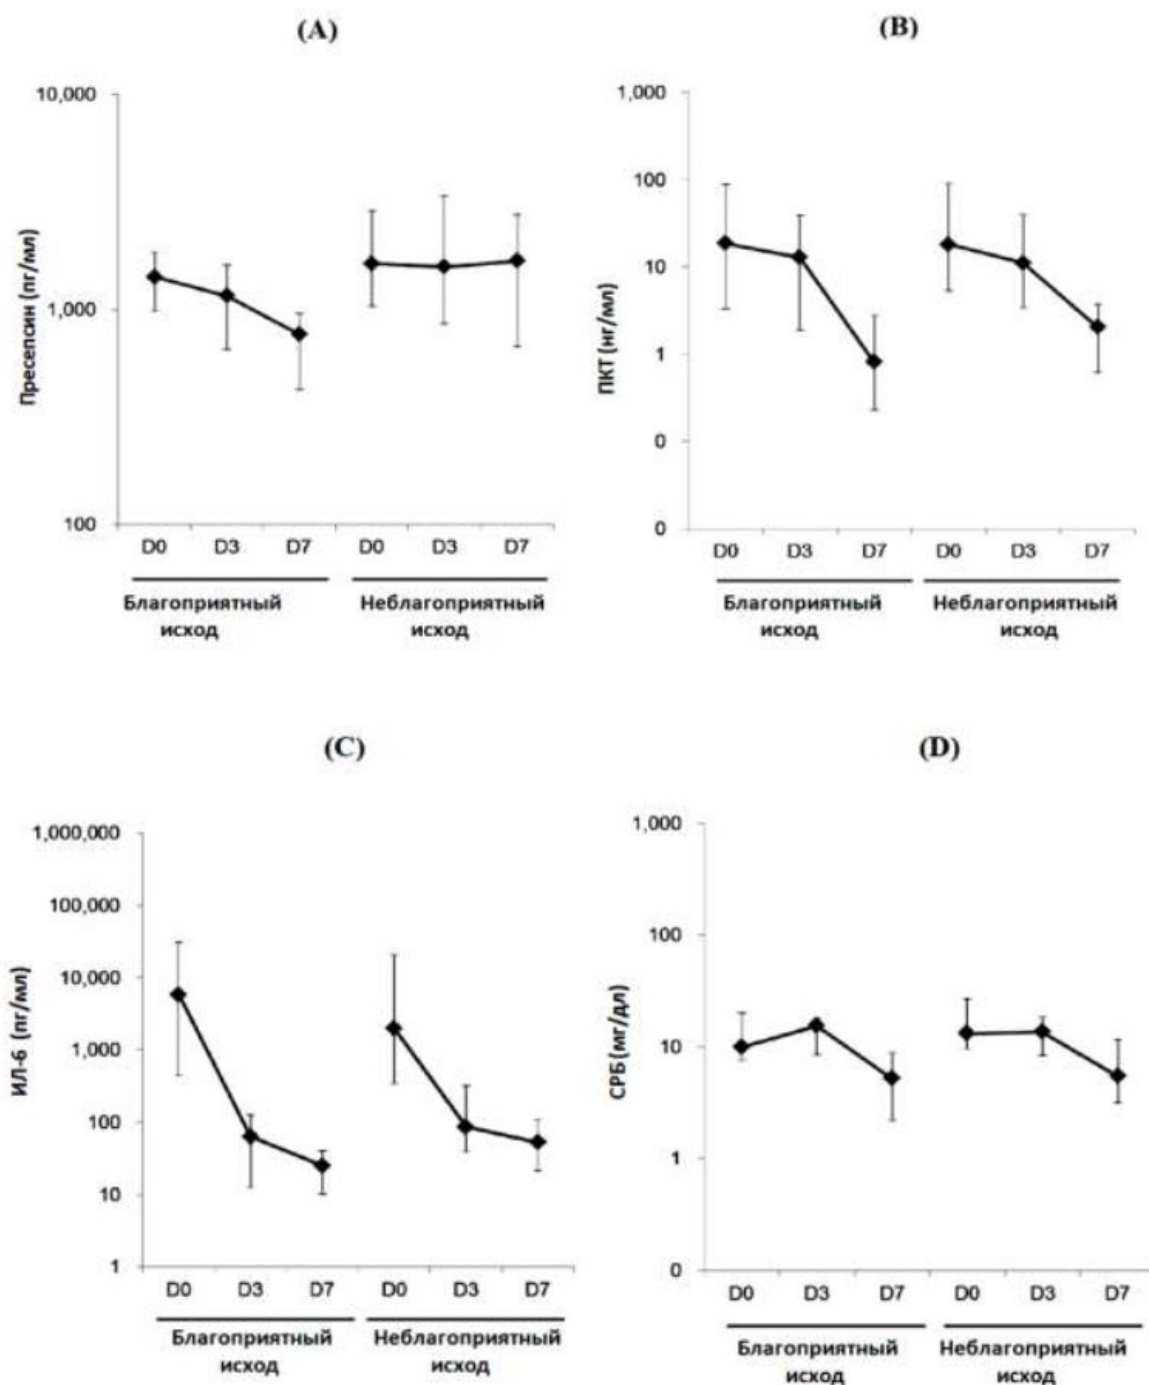 (A)
10,000
1,000
100
Пресепсин (пг/мл)
D0 D3 D7 D0 D3 D7
Благоприятный исход
Неблагоприятный исход
(B)
1,000
100
10
1
0
0
ПКТ (нг/мл)
D0 D3 D7 D0 D3 D7
Благоприятный исход
Неблагоприятный исход
(C)
1,000,000
100,000
10,000
1,000
100
10
1
ИЛ-6 (пг/мл)
D0 D3 D7 D0 D3 D7
Благоприятный исход
Неблагоприятный исход
(D)
1,000
100
10
1
0
СРБ (мг/дл)
D0 D3 D7 D0 D3 D7
Благоприятный исход
Неблагоприятный исход